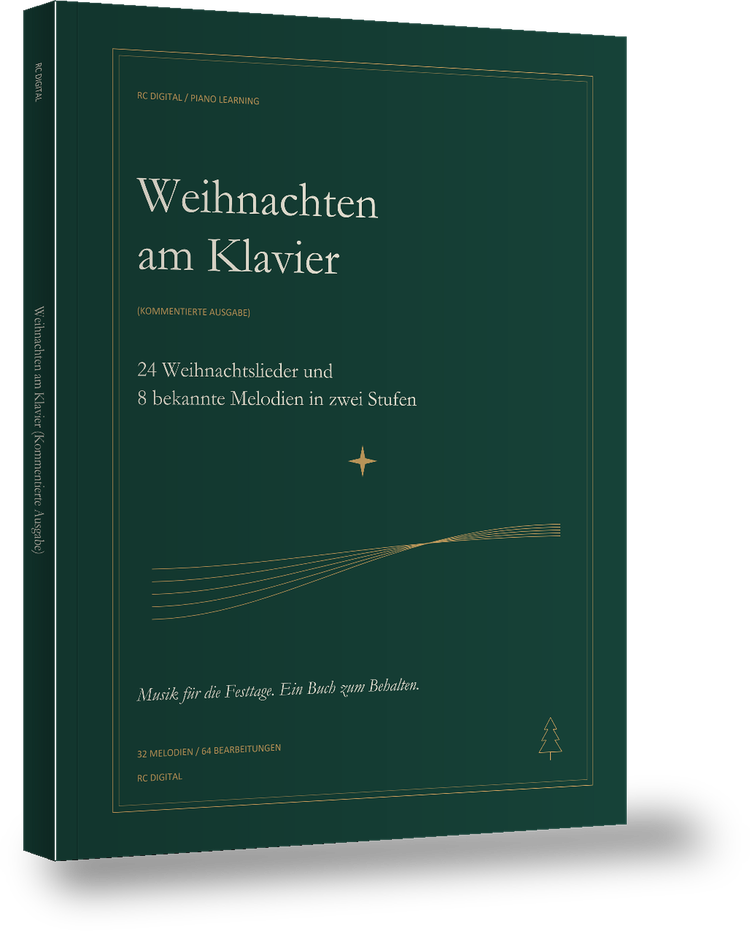 RC DIGITAL
Weihnachten am Klavier (Kommentierte Ausgabe)
RC DIGITAL / PIANO LEARNING
Weihnachten
am Klavier
(KOMMENTIERTE AUSGABE)
24 Weihnachtslieder und
8 bekannte Melodien in zwei Stufen
Musik für die Festtage. Ein Buch zum Behalten.
32 MELODIEN / 64 BEARBEITUNGEN
RC DIGITAL